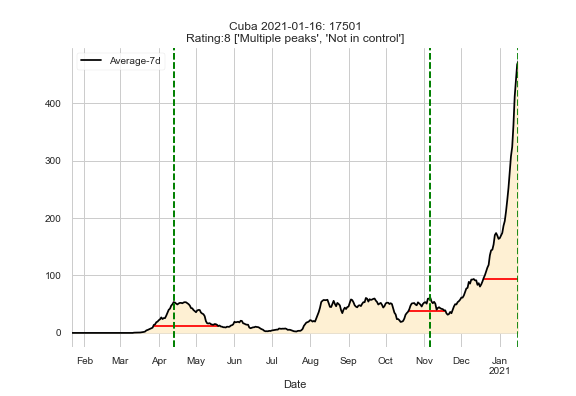 Cuba 2021-01-16: 17501
Rating:8 ['Multiple peaks', 'Not in control']
Average-7d
400
300
200
100
0
Feb Mar Apr May Jun Jul Aug Sep Oct Nov Dec Jan
2021
Date